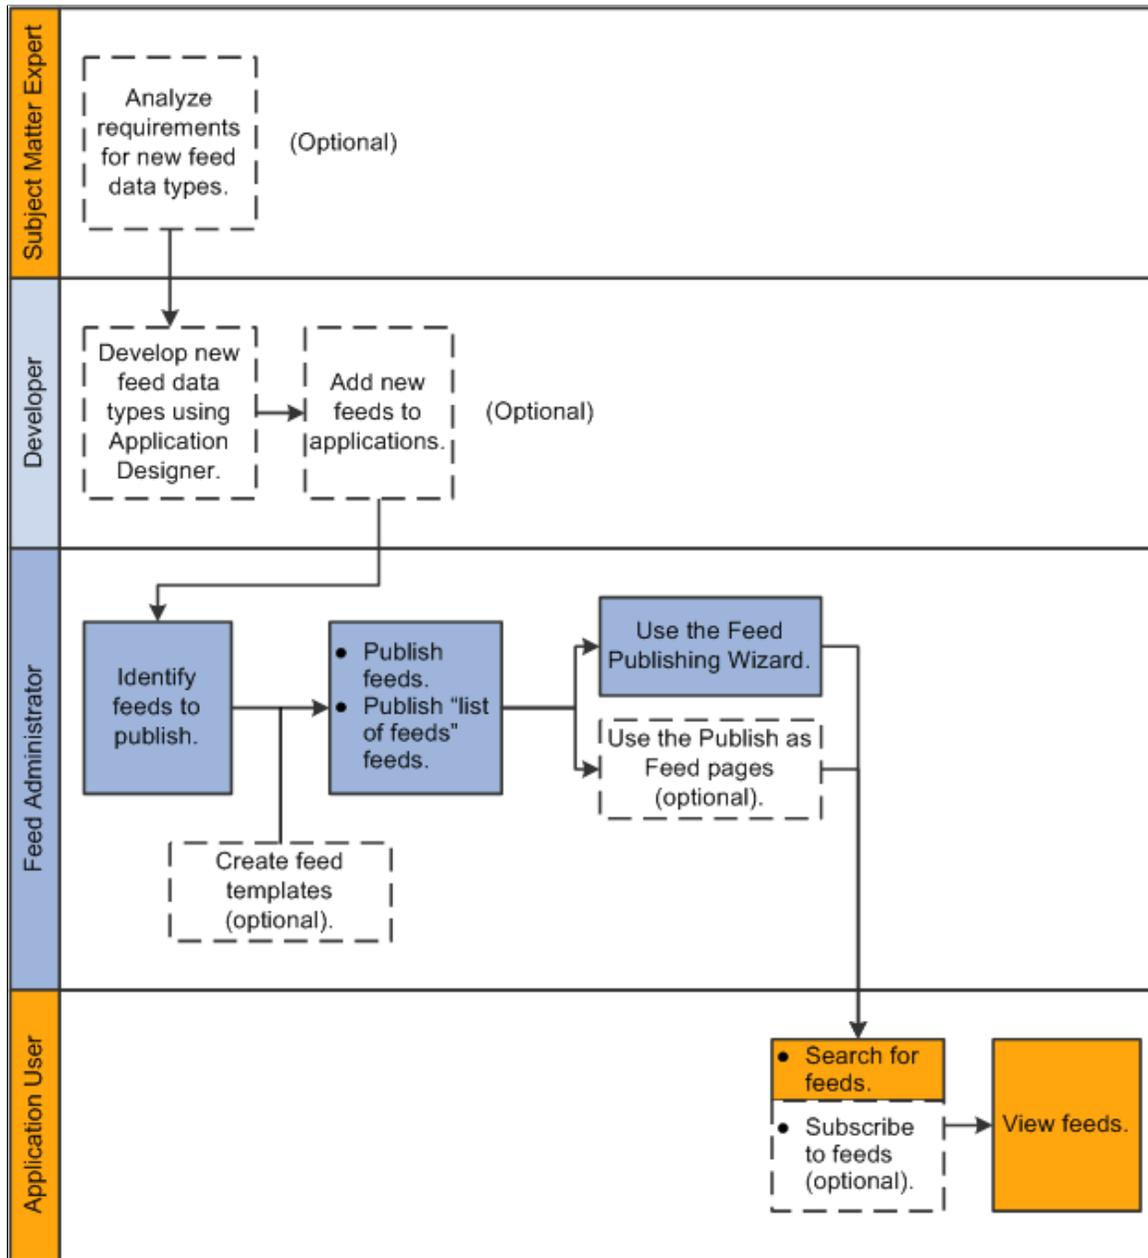 Subject Matter Expert
Analyze
requirements
for new feed
data types.
(Optional)
Developer
Develop new
feed data
types using
Application
Designer.
Add new
feeds to
applications.
(Optional)
Feed Administrator
Identify
feeds to
publish.
• Publish
feeds.
• Publish “list
of feeds”
feeds.
Use the Feed
Publishing Wizard.
Use the Publish as
Feed pages
(optional).
Create feed
templates
(optional).
Application User
• Search for
feeds.
• Subscribe
to feeds
(optional).
View feeds.